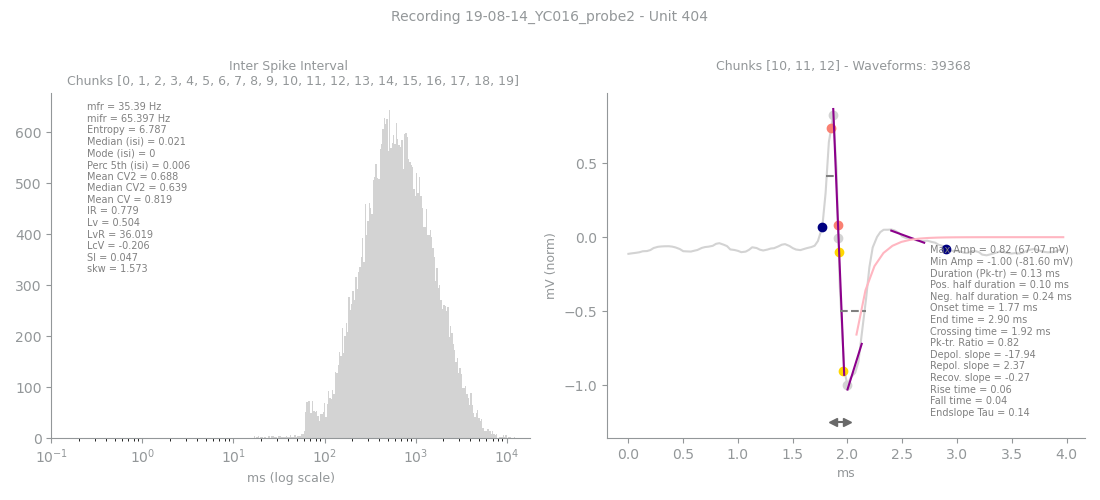 Recording 19-08-14_YC016_probe2 - Unit 404
Inter Spike Interval
Chunks [0, 1, 2, 3, 4, 5, 6, 7, 8, 9, 10, 11, 12, 13, 14, 15, 16, 17, 18, 19]
mfr = 35.39 Hz
mifr = 65.397 Hz
Entropy = 6.787
Median (isi) = 0.021
Mode (isi) = 0
Perc 5th (isi) = 0.006
Mean CV2 = 0.688
Median CV2 = 0.639
Mean CV = 0.819
IR = 0.779
Lv = 0.504
LvR = 36.019
LcV = -0.206
SI = 0.047
skw = 1.573
600
500
400
300
200
100
0
10⁻¹ 10⁰ 10¹ 10² 10³ 10⁴
ms (log scale)
Chunks [10, 11, 12] - Waveforms: 39368
mV (norm)
0.5
0.0
−0.5
−1.0
Max Amp = 0.82 (67.07 mV)
Min Amp = -1.00 (-81.60 mV)
Duration (Pk-tr) = 0.13 ms
Pos. half duration = 0.10 ms
Neg. half duration = 0.24 ms
Onset time = 1.77 ms
End time = 2.90 ms
Crossing time = 1.92 ms
Pk-tr. Ratio = 0.82
Depol. slope = -17.94
Repol. slope = 2.37
Recov. slope = -0.27
Rise time = 0.06
Fall time = 0.04
Endslope Tau = 0.14
0.0 0.5 1.0 1.5 2.0 2.5 3.0 3.5 4.0
ms